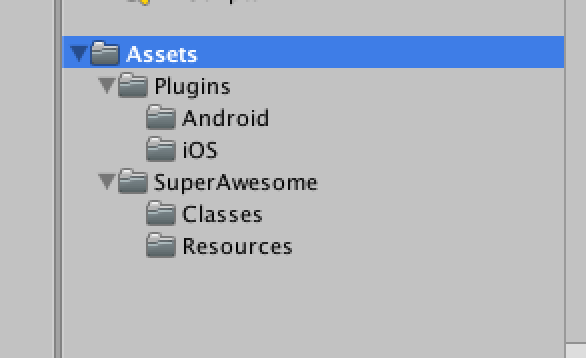 Assets
Plugins
Android
iOS
SuperAwesome
Classes
Resources